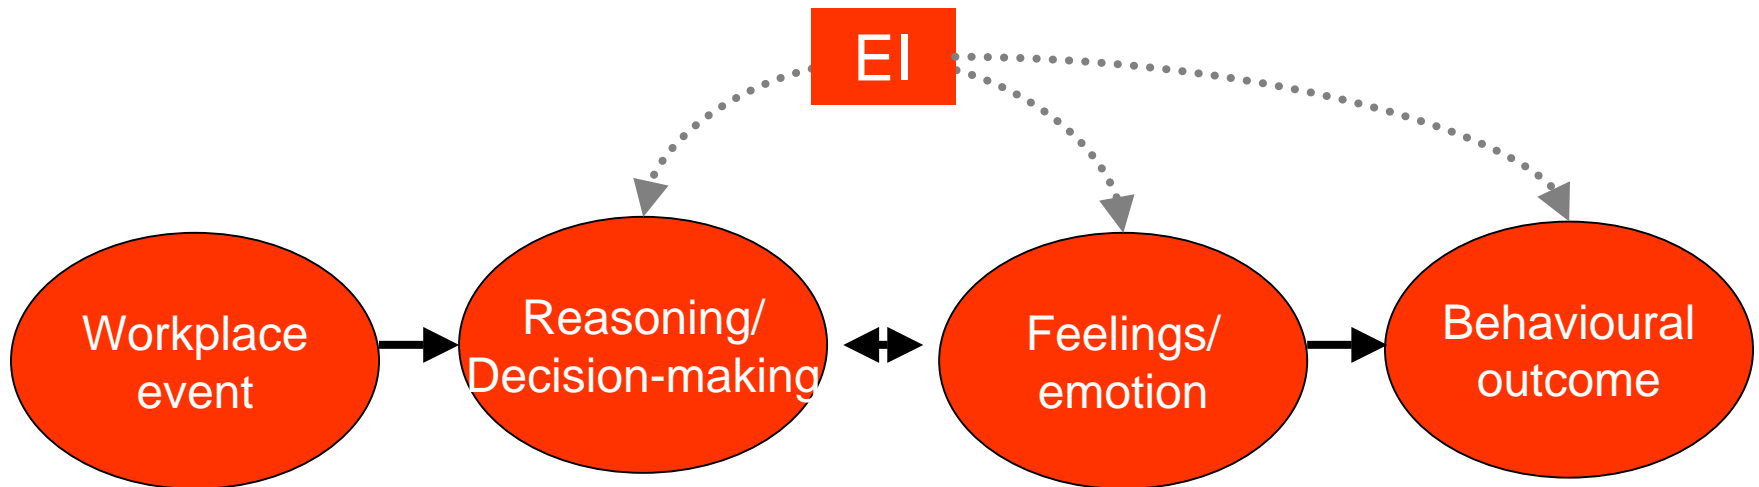 EI
Workplace
event
Reasoning/
Decision-making
Feelings/
emotion
Behavioural
outcome